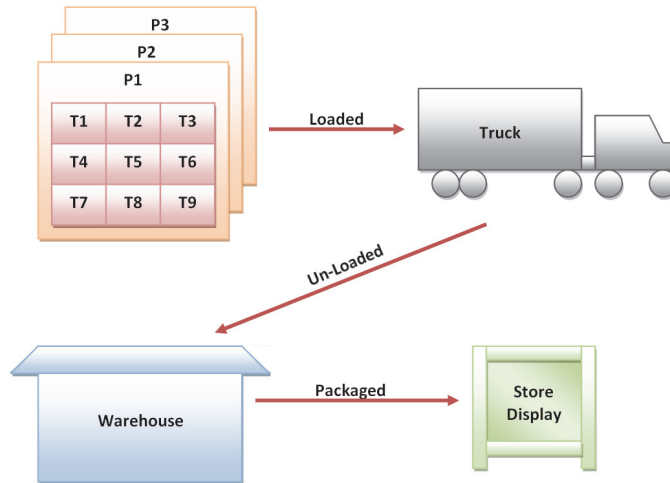 P3
P2
P1
T1 T2 T3
T4 T5 T6
T7 T8 T9
Loaded
Truck
Un-Loaded
Warehouse
Packaged
Store
Display